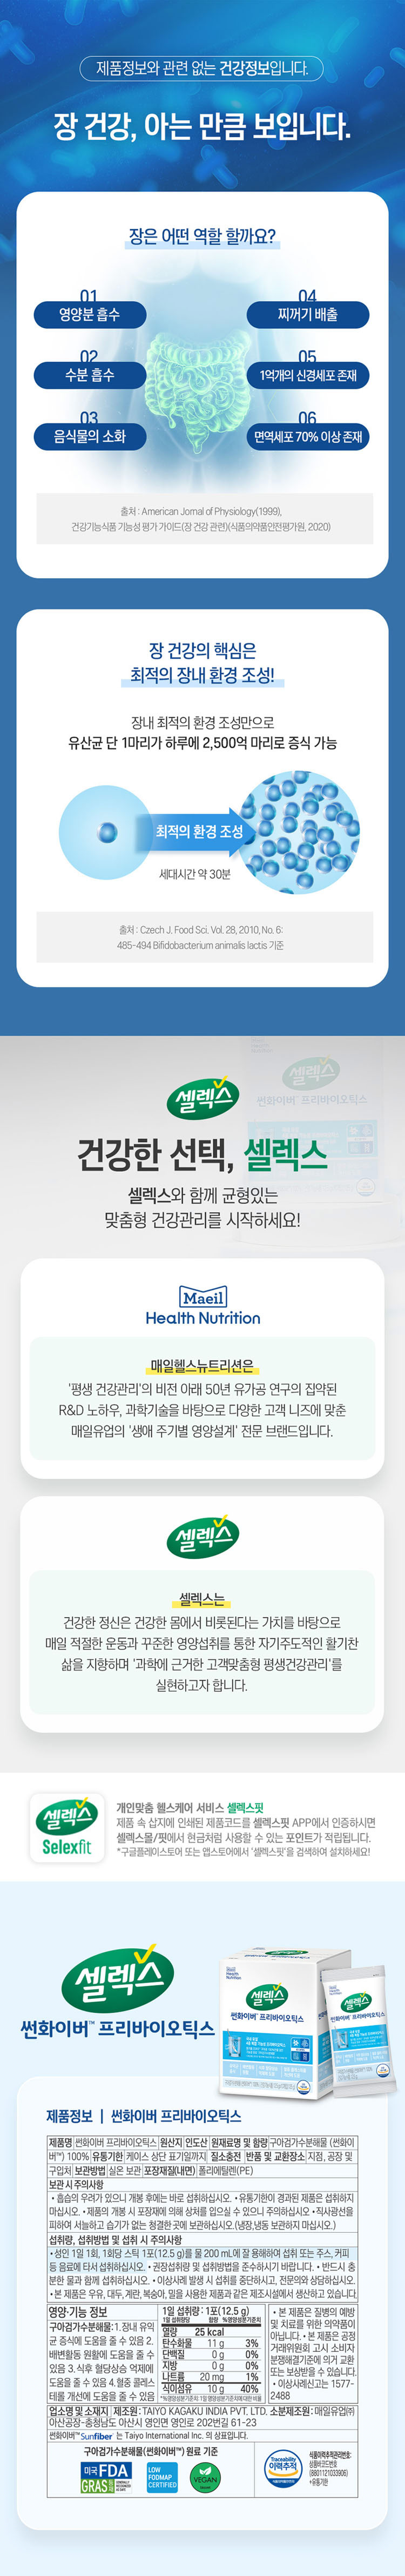 제품정보와 관련 없는 건강정보입니다.
장 건강, 아는 만큼 보입니다.
장은 어떤 역할 할까요?
01
영양분 흡수
02
수분 흡수
03
음식물의 소화
04
찌꺼기 배출
05
1억개의 신경세포 존재
06
면역세포 70% 이상 존재
출처 : American Jornal of Physiology(1999),
건강기능식품 기능성 평가 가이드(장 건강 관련)(식품의약품안전평가원, 2020)
장 건강의 핵심은
최적의 장내 환경 조성!
장내 최적의 환경 조성만으로
유산균 단 1마리가 하루에 2,500억 마리로 증식 가능
최적의 환경 조성
세대시간 약 30분
출처 : Czech J. Food Sci. Vol. 28, 2010, No. 6:
485-494 Bifidobacterium animalis lactis 기준
셀렉스
썬화이버™ 프리바이오틱스
셀렉스
건강한 선택, 셀렉스
셀렉스와 함께 균형있는
맞춤형 건강관리를 시작하세요!
Maeil
Health Nutrition
매일헬스뉴트리션은
'평생 건강관리'의 비전 아래 50년 유가공 연구의 집약된
R&D 노하우, 과학기술을 바탕으로 다양한 고객 니즈에 맞춘
매일유업의 '생애 주기별 영양설계' 전문 브랜드입니다.
셀렉스
셀렉스는
건강한 정신은 건강한 몸에서 비롯된다는 가치를 바탕으로
매일 적절한 운동과 꾸준한 영양섭취를 통한 자기주도적인 활기찬
삶을 지향하며 '과학에 근거한 고객맞춤형 평생건강관리'를
실현하고자 합니다.
셀렉스
Selexfit
개인맞춤 헬스케어 서비스 셀렉스핏
제품 속 삽지에 인쇄된 제품코드를 셀렉스핏 APP에서 인증하시면
셀렉스몰/핏에서 현금처럼 사용할 수 있는 포인트가 적립됩니다.
*구글플레이스토어 또는 앱스토어에서 '셀렉스핏'을 검색하여 설치하세요!
셀렉스
썬화이버™ 프리바이오틱스
Maeil
Health
Nutrition
셀렉스
썬화이버™ 프리바이오틱스
셀렉스
썬화이버™ 프리바이오틱스
제품정보 | 썬화이버 프리바이오틱스
제품명 썬화이버 프리바이오틱스 원산지 인도산 원재료명 및 함량 구아검가수분해물 (썬화이
버™) 100% 유통기한 케이스 상단 표기일까지 질소충전 반품 및 교환장소 지점, 공장 및
구입처 보관방법 실온 보관 포장재질(내면) 폴리에틸렌(PE)
보관 시 주의사항
• 흡습의 우려가 있으니 개봉 후에는 바로 섭취하십시오. • 유통기한이 경과된 제품은 섭취하지
마십시오. • 제품의 개봉 시 포장재에 의해 상처를 입으실 수 있으니 주의하십시오 • 직사광선을
피하여 서늘하고 습기가 없는 청결한 곳에 보관하십시오.(냉장,냉동 보관하지 마십시오.)
섭취량, 섭취방법 및 섭취 시 주의사항
• 성인 1일 1회, 1회당 스틱 1포(12.5 g)를 물 200 mL에 잘 용해하여 섭취 또는 주스, 커피
등 음료에 타서 섭취하십시오. • 권장섭취량 및 섭취방법을 준수하시기 바랍니다. • 반드시 충
분한 물과 함께 섭취하십시오. • 이상사례 발생 시 섭취를 중단하시고, 전문의와 상담하십시오.
• 본 제품은 우유, 대두, 계란, 복숭아, 밀을 사용한 제품과 같은 제조시설에서 생산하고 있습니다.
영양·기능 정보
구아검가수분해물:1.장내 유익
균 증식에 도움을 줄 수 있음 2.
배변활동 원활에 도움을 줄 수
있음 3. 식후 혈당상승 억제에
도움을 줄 수 있음 4.혈중 콜레스
테롤 개선에 도움을 줄 수 있음
1일 섭취량 : 1포(12.5 g)
1일 섭취량당 함량 %영양성분기준치
열량 25 kcal
탄수화물 11 g 3%
단백질 0 g 0%
지방 0 g 0%
나트륨 20 mg 1%
식이섬유 10 g 40%
*%영양성분기준치: 1일 영양성분기준치에 대한 비율
• 본 제품은 질병의 예방
및 치료를 위한 의약품이
아닙니다. • 본 제품은 공정
거래위원회 고시 소비자
분쟁해결기준에 의거 교환
또는 보상받을 수 있습니다.
• 이상사례신고는 1577-
2488
업소명 및 소재지 제조원 : TAIYO KAGAKU INDIA PVT. LTD. 소분제조원 : 매일유업㈜
아산공장-충청남도 아산시 영인면 영인로 202번길 61-23
썬화이버™ Sunfiber 는 Taiyo International Inc. 의 상표입니다.
구아검가수분해물(썬화이버™) 원료 기준
미국FDA
GRAS
GENERALLY
RECOGNIZED
AS SAFE
LOW
FODMAP
CERTIFIED
VEGAN
Traceability
이력추적
식품이력추적관리번호:
상품바코드번호
(8801121033906)
+유통기한